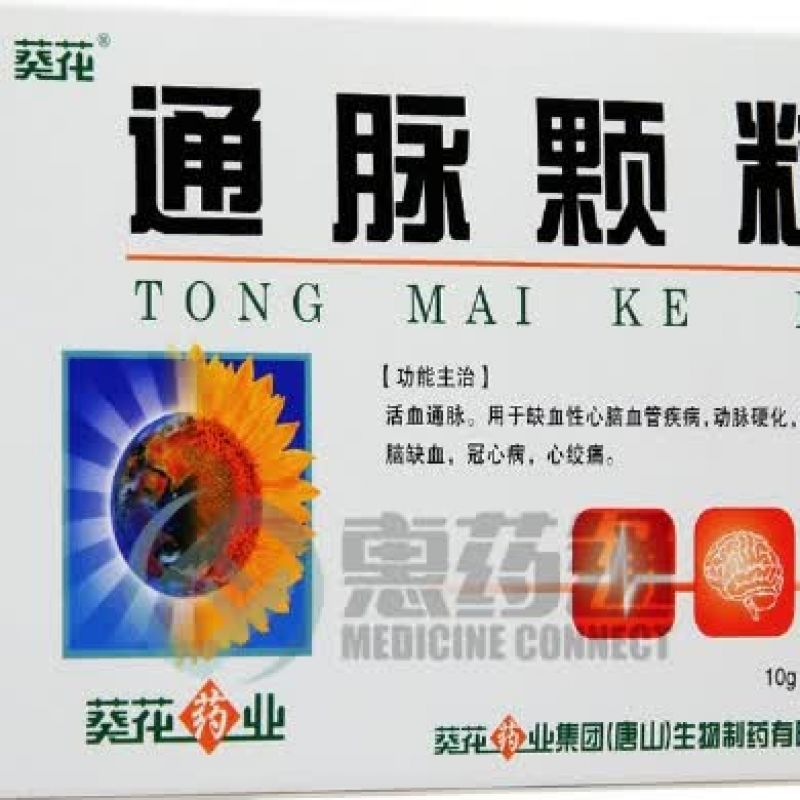 葵花®
通脉颗粒
TONG MAI KE
【功能主治】
活血通脉。用于缺血性心脑血管疾病,动脉硬化,
脑缺血,冠心病,心绞痛。
惠药
MEDICINE CONNECT
10g
葵花药业
葵花药业集团(唐山)生物制药有